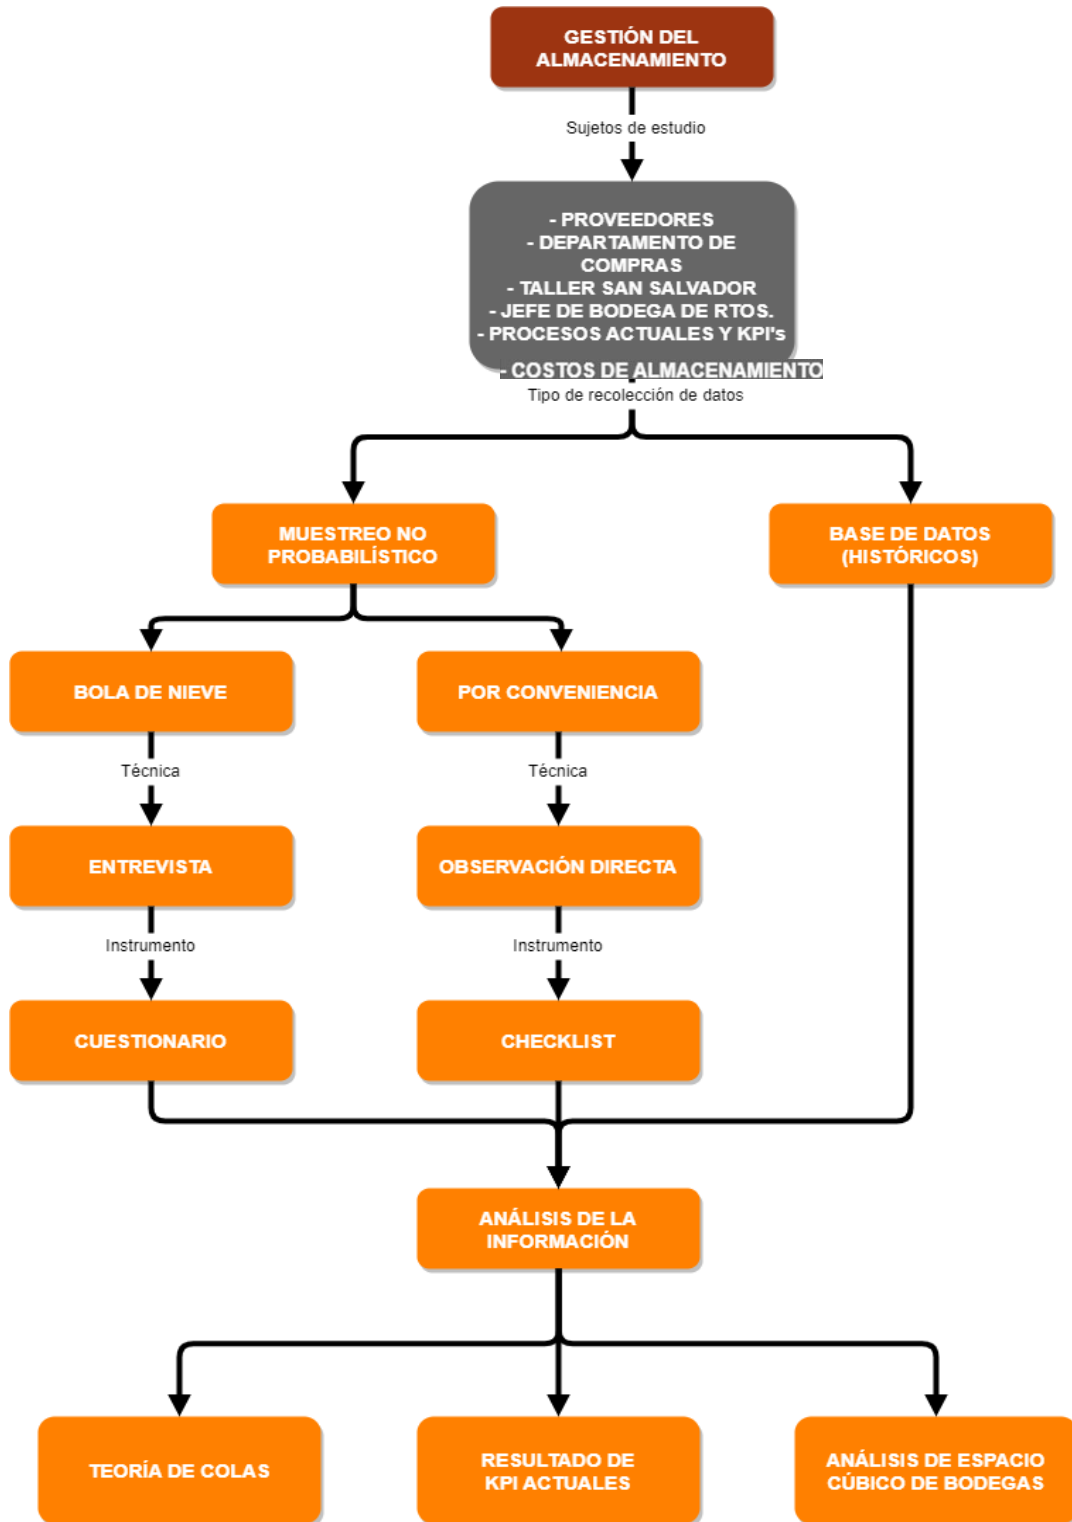 GESTIÓN DEL
ALMACENAMIENTO
Sujetos de estudio
- PROVEEDORES
- DEPARTAMENTO DE
COMPRAS
- TALLER SAN SALVADOR
- JEFE DE BODEGA DE RTOS.
- PROCESOS ACTUALES Y KPI's
- COSTOS DE ALMACENAMIENTO
Tipo de recolección de datos
MUESTREO NO
PROBABILÍSTICO
BASE DE DATOS
(HISTÓRICOS)
BOLA DE NIEVE
POR CONVENIENCIA
Técnica
Técnica
ENTREVISTA
OBSERVACIÓN DIRECTA
Instrumento
Instrumento
CUESTIONARIO
CHECKLIST
ANÁLISIS DE LA
INFORMACIÓN
TEORÍA DE COLAS
RESULTADO DE
KPI ACTUALES
ANÁLISIS DE ESPACIO
CÚBICO DE BODEGAS